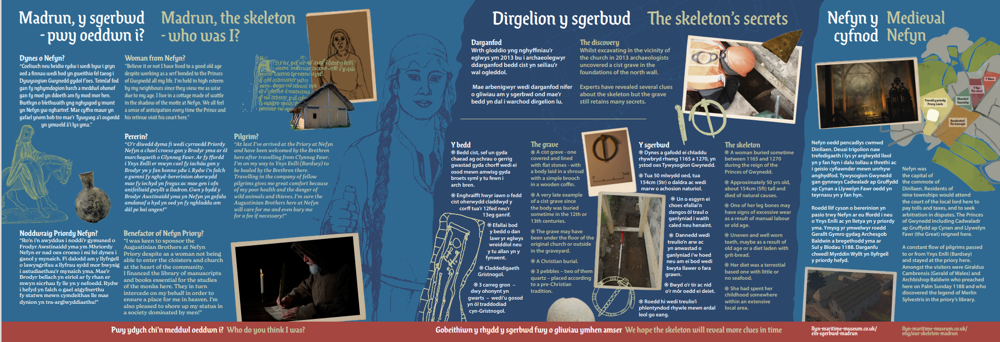 Madrun, y sgerbwd
- pwy oeddwn i?
Madrun, the skeleton
- who was I?
Dynes o Nefyn?
"Coeliwch neu beidio rydw i wedi byw i gryn
oed a finnau wedi bod yn gweithio fel taeog i
Dywysogion Gwynedd gydol f'oes. Teimlaf fod
gan fy nghymdogion barch a meddwl ohonof
gan fy mod yn ddoeth am fy mod mor hen.
Bwthyn o blethwaith yng nghysgod y mwnt
yn Nefyn yw nghartref. Mae cyffro mawr yn
gafael ynom bob tro mae'r Tywysog a'i osgordd
yn ymweld â'i lys yma."
Woman from Nefyn?
"Believe it or not I have lived to a good old age
despite working as a serf bonded to the Princes
of Gwynedd all my life. I'm held in high esteem
by my neighbours since they view me as wise
due to my age. I live in a cottage made of wattle
in the shadow of the motte at Nefyn. We all feel
a sense of anticipation every time the Prince and
his retinue visit his court here."
Pererin?
"O'r diwedd dyma fi wedi cyrraedd Priordy
Nefyn a chael croeso gan y Brodyr yma ar ôl
marchogaeth o Glynnog Fawr. Ar fy ffordd
i Ynys Enlli er mwyn cael fy iacháu gan y
Brodyr yn y fan honno ydw i. Rydw i'n falch
o gwmni fy nghyd-bererinion oherwydd
mae fy iechyd yn fregus ac mae gen i ofn
amifeiliaid gwyllt a lladron. Gwn y bydd y
Brodyr Awstinaidd yma yn Nefyn yn gofalu
amdanaf a hyd yn oed yn fy nghladdu am
dâl pe bai angen!"
Pilgrim?
"At last I've arrived at the Priory at Nefyn
and have been welcomed by the Brethren
here after travelling from Clynnog Fawr.
I'm on my way to Ynys Enlli (Bardsey) to
be healed by the Brethren there.
Travelling in the company of fellow
pilgrims gives me great comfort because
of my poor health and the danger of
wild animals and thieves. I'm sure the
Augustinian Brothers here at Nefyn
will care for me and even bury me
for a fee if necessary!"
Noddwraig Priordy Nefyn?
"Ro'n i'n awyddus i noddi'r gymuned o
Frodyr Awstinaidd yma ym Mhriordy
Nefyn er nad oes croeso i mi fel dynes i
ganol y mynaich. Fi dalodd am y llyfrgell
o lawysgrifau a llyfrau sydd mor bwysig
i astudiaethau'r mynaich yma. Mae'r
Brodyr bellach yn eiriol ar fy rhan er
mwyn sicrhau fy lle yn y nefoedd. Rydw
i hefyd yn falch o gael atgyfnerthu
fy statws mewn cymdeithas lle mae
dynion yn tra-arglwyddiaethu!"
Benefactor of Nefyn Priory?
"I was keen to sponsor the
Augustinian Brothers at Nefyn
Priory despite as a woman not being
able to enter the cloisters and church
at the heart of the community.
I financed the library of manuscripts
and books essential for the studies
of the monks here. They in turn
intercede on my behalf in order to
ensure a place for me in heaven. I'm
also pleased to shore up my status in
a society dominated by men!"
Pwy ydych chi'n meddwl oeddwn i? Who do you think I was?
Dirgelion y sgerbwd
The skeleton's secrets
Darganfod
Wrth gloddio yng nghyffiniau'r
eglwys ym 2013 bu i archaeolegwyr
ddarganfod bedd cist yn seiliau'r
wal ogleddol.
Mae arbenigwyr wedi darganfod nifer
o gliwiau am y sgerbwd ond mae'r
bedd yn dal i warchod dirgelion lu.
The discovery
Whilst excavating in the vicinity of
the church in 2013 archaeologists
uncovered a cist grave in the
foundations of the north wall.
Experts have revealed several clues
about the skeleton but the grave
still retains many secrets.
Y bedd
Bedd cist, sef un gyda
chaead ag ochrau o gerrig
gwastad gyda chorff wedi ei
osod mewn amwisg gyda
broets syml y tu fewn i
arch bren.
Enghraifft hwyr iawn o fedd
cist oherwydd claddwyd y
corff tua'r 12fed neu'r
13eg ganrif.
Efallai bod
y bedd o dan
lawr yr eglwys
wreiddiol neu
y tu allan yn y
fynwent.
Claddedigaeth
Gristnogol.
3 carreg gron –
dwy ohonynt yn
gwarts – wedi'u gosod
yn ôl traddodiad
cyn-Gristnogol.
The grave
A cist grave - one
covered and lined
with flat stones - with
a body laid in a shroud
with a simple brooch
in a wooden coffin.
A very late example
of a cist grave since
the body was buried
sometime in the 12th or
13th centuries.
The grave may have
been under the floor of the
original church or outside
in the graveyard.
A Christian burial.
3 pebbles – two of them
quartz – placed according
to a pre-Christian
tradition.
0 5cm
Y sgerbwd
Dynes a gafodd ei chladdu
rhywbryd rhwng 1165 a 1270, yn
ystod oes Tywysogion Gwynedd.
Tua 50 mlwydd oed, tua
154cm (5tr) o daldra ac wedi
marw o achosion naturiol.
Un o esgyrn ei
choes efallai'n
dangos ôl traul o
ganlyniad i waith
caled neu henaint.
Dannedd wedi
treulio'n arw ac
yn anwastad o
ganlyniad i'w hoed
neu am ei bod wedi
bwyta llawer o fara
grawn.
Bwyd o'r tir ac nid
o'r môr oedd ei deiet.
Roedd hi wedi treulio'i
phlentyndod rhywle mewn ardal
leol go eang.
The skeleton
A woman buried sometime
between 1165 and 1270
during the reign of the
Princes of Gwynedd.
Approximately 50 yrs old,
about 154cm (5ft) tall and
died of natural causes.
One of her leg bones may
have signs of excessive wear
as a result of manual labour
or old age.
Uneven and well worn
teeth, maybe as a result of
old age or a diet laden with
grit-bread.
Her diet was a terrestial
based one with little or
no seafood.
She had spent her
childhood somewhere
within an extensive
local area.
Gobeithiwn y rhydd y sgerbwd fwy o gliwiau ymhen amser We hope the skeleton will reveal more clues in time
Nefyn y
cyfnod
Medieval
Nefyn
Y Maes
Y llys
The court
Tiroedd y priordy
Priory Lands
Maerdref
Township
Bwrdeistref
The borough
Nefyn oedd pencadlys cwmwd
Dinllaen. Deuai trigolion naw
trefedigaeth i lys yr arglwydd lleol
yn y fan hyn i dalu tollau a threthi ac
i geisio cyfiawnder mewn unrhyw
anghydfod. Tywysogion Gwynedd
gan gynnwys Cadwaladr ap Gruffydd
ap Cynan a Llywelyn Fawr oedd yn
teyrnasu yn y fan hyn.
Roedd llif cyson o bererinion yn
pasio trwy Nefyn ar eu ffordd i neu
o Ynys Enlli ac yn lletya yn y priordy
yma. Ymysg yr ymwelwyr roedd
Gerallt Gymro gydag Archesgob
Baldwin a bregethodd yma ar
Sul y Blodau 1188. Darganfu
chwedl Myrddin Wyllt yn llyfrgell
y priordy hefyd.
Nefyn was
the capital of
the commote of
Dinllaen. Residents of
nine townships would attend
the court of the local lord here to
pay tolls and taxes, and to seek
arbitration in disputes. The Princes
of Gwynedd including Cadwaladr
ap Gruffydd ap Cynan and Llywelyn
Fawr (the Great) reigned here.
A constant flow of pilgrims passed
to or from Ynys Enlli (Bardsey)
and stayed at the priory here.
Amongst the visitors were Giraldus
Cambrensis (Gerald of Wales) and
Archbishop Baldwin who preached
here on Palm Sunday 1188 and who
discovered the legend of Merlin
Sylvestris in the priory's library.
llyn-maritime-museum.co.uk/
ein-sgerbwd-madrun
llyn-maritime-museum.co.uk/
eng/our-skeleton-madrun